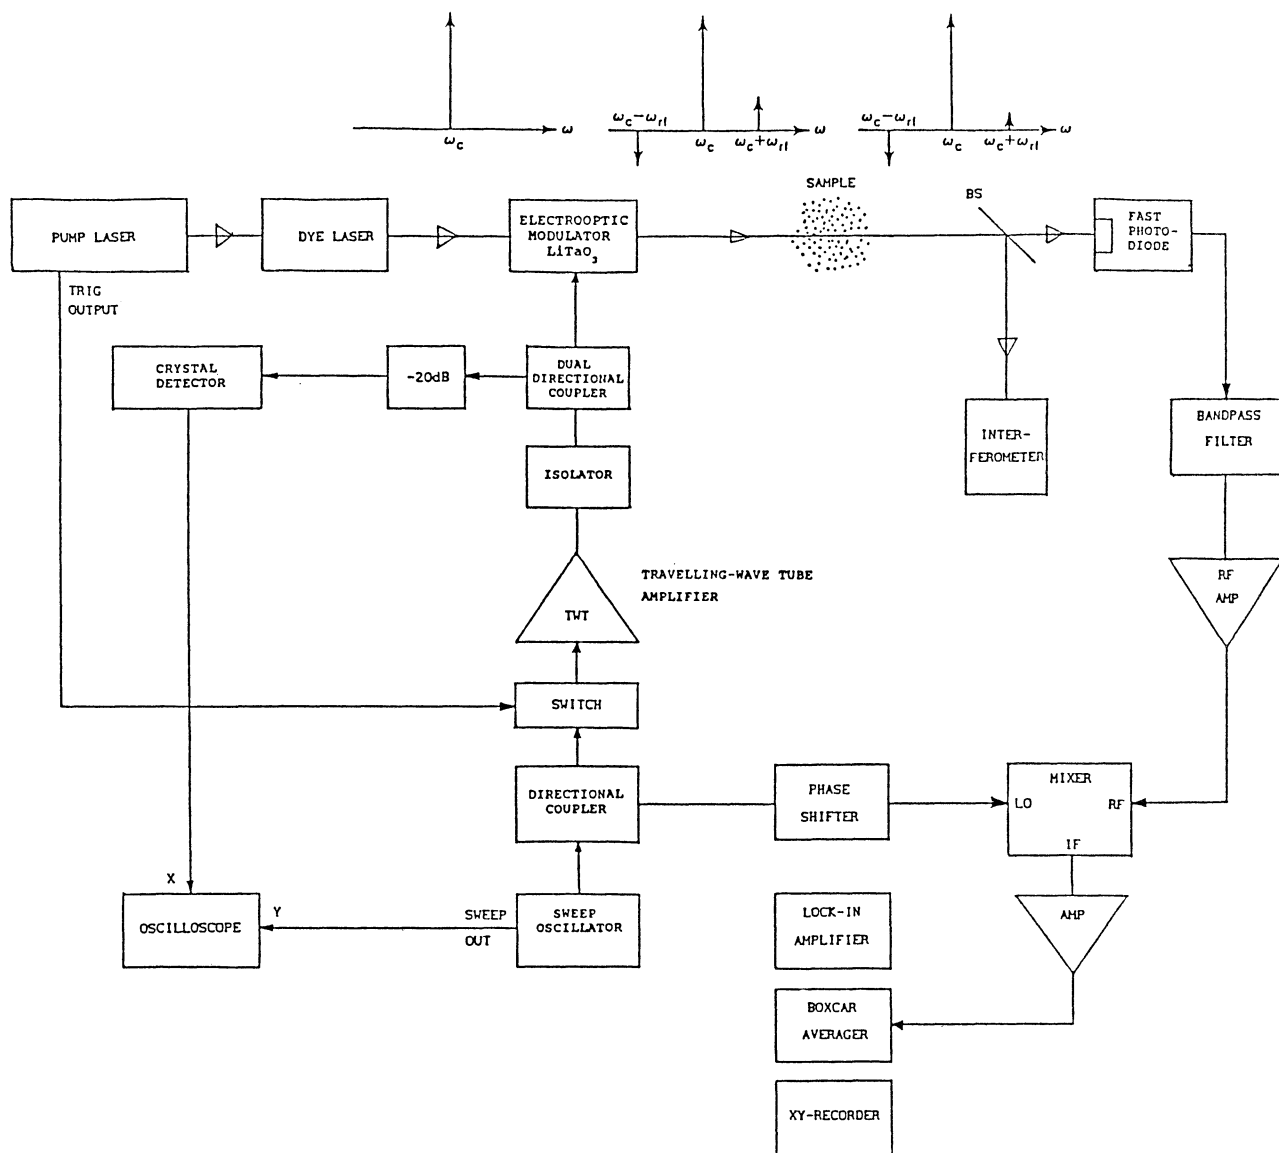 ω
ω_c
ω_c−ω_rf
ω_c
ω_c+ω_rf
ω
ω_c−ω_rf
ω_c
ω_c+ω_rf
ω
PUMP LASER
DYE LASER
ELECTROOPTIC
MODULATOR
LiTaO₃
SAMPLE
BS
FAST
PHOTO-
DIODE
TRIG
OUTPUT
CRYSTAL
DETECTOR
-20dB
DUAL
DIRECTIONAL
COUPLER
INTER-
FEROMETER
BANDPASS
FILTER
ISOLATOR
TRAVELLING-WAVE TUBE
AMPLIFIER
TWT
RF
AMP
SWITCH
DIRECTIONAL
COUPLER
PHASE
SHIFTER
MIXER
LO
RF
IF
X
OSCILLOSCOPE
Y
SWEEP
OUT
SWEEP
OSCILLATOR
LOCK-IN
AMPLIFIER
AMP
BOXCAR
AVERAGER
XY-RECORDER